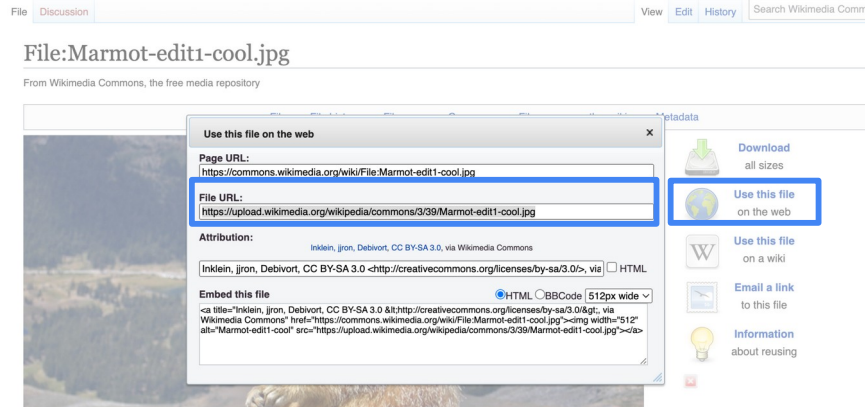 File Discussion View Edit History Search Wikimedia Comm
File:Marmot-edit1-cool.jpg
From Wikimedia Commons, the free media repository
Metadata
Use this file on the web x
Page URL:
https://commons.wikimedia.org/wiki/File:Marmot-edit1-cool.jpg
File URL:
https://upload.wikimedia.org/wikipedia/commons/3/39/Marmot-edit1-cool.jpg
Attribution:
Inklein, jjron, Debivort, CC BY-SA 3.0, via Wikimedia Commons
Inklein, jjron, Debivort, CC BY-SA 3.0 <http://creativecommons.org/licenses/by-sa/3.0/>, via HTML
Embed this file HTML BBCode 512px wide
<a title="Inklein, jjron, Debivort, CC BY-SA 3.0 &lt;http://creativecommons.org/licenses/by-sa/3.0/&gt;, via
Wikimedia Commons" href="https://commons.wikimedia.org/wiki/File:Marmot-edit1-cool.jpg"><img width="512"
alt="Marmot-edit1-cool" src="https://upload.wikimedia.org/wikipedia/commons/3/39/Marmot-edit1-cool.jpg"></a>
Download
all sizes
Use this file
on the web
W
Use this file
on a wiki
Email a link
to this file
Information
about reusing